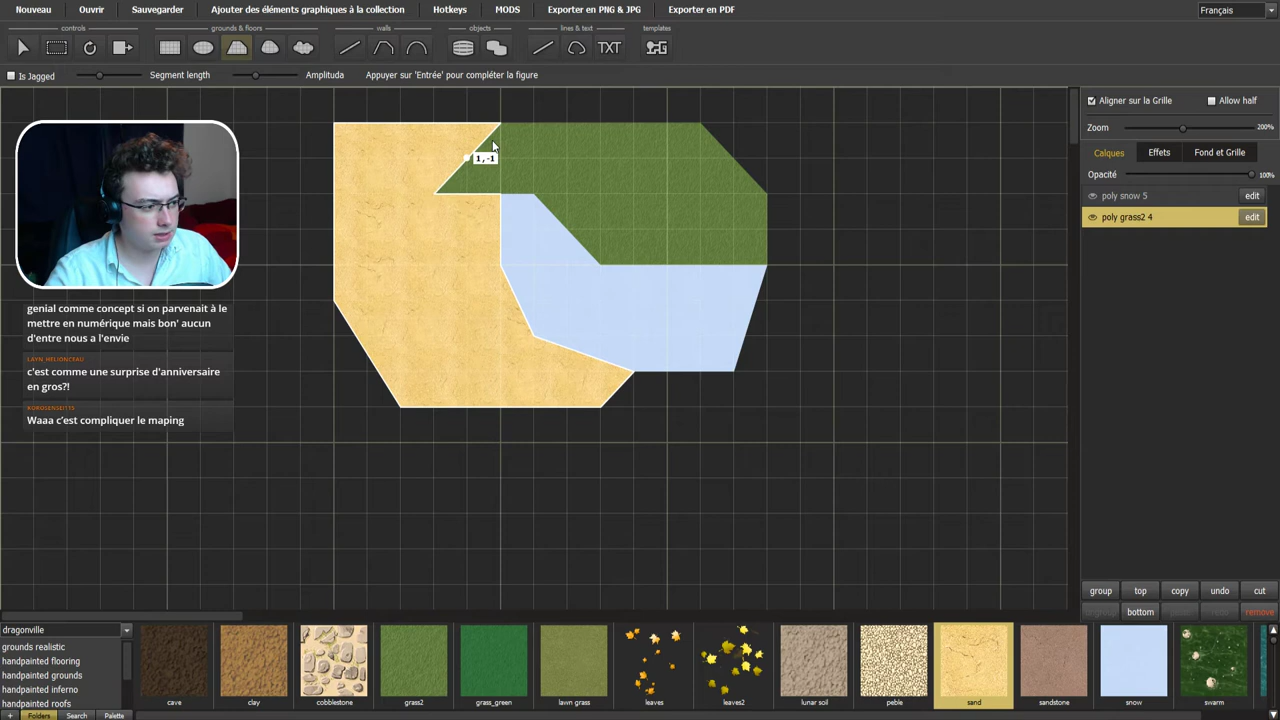 Nouveau Ouvrir Sauvegarder Ajouter des éléments graphiques à la collection Hotkeys MODS Exporter en PNG & JPG Exporter en PDF Français
controls grounds & floors walls objects lines & text templates
TXT
Is Jagged Segment length Amplituda Appuyer sur 'Entrée' pour compléter la figure
Aligner sur la Grille Allow half
Zoom 200%
Calques Effets Fond et Grille
Opacité 100%
poly snow 5 edit
poly grass2 4 edit
1,-1
genial comme concept si on parvenait à le
mettre en numérique mais bon' aucun
d'entre nous a l'envie
LAYN_HELIONCEAU
c'est comme une surprise d'anniversaire
en gros?!
Waaa c'est compliquer le maping
group top copy undo cut
bottom remove
dragonville
grounds realistic
handpainted flooring
handpainted grounds
handpainted inferno
handpainted roofs
cave clay cobblestone grass2 grass_green lawn grass leaves leaves2 lunar soil peble sand sandstone snow swarm
+ Folders Search Palette